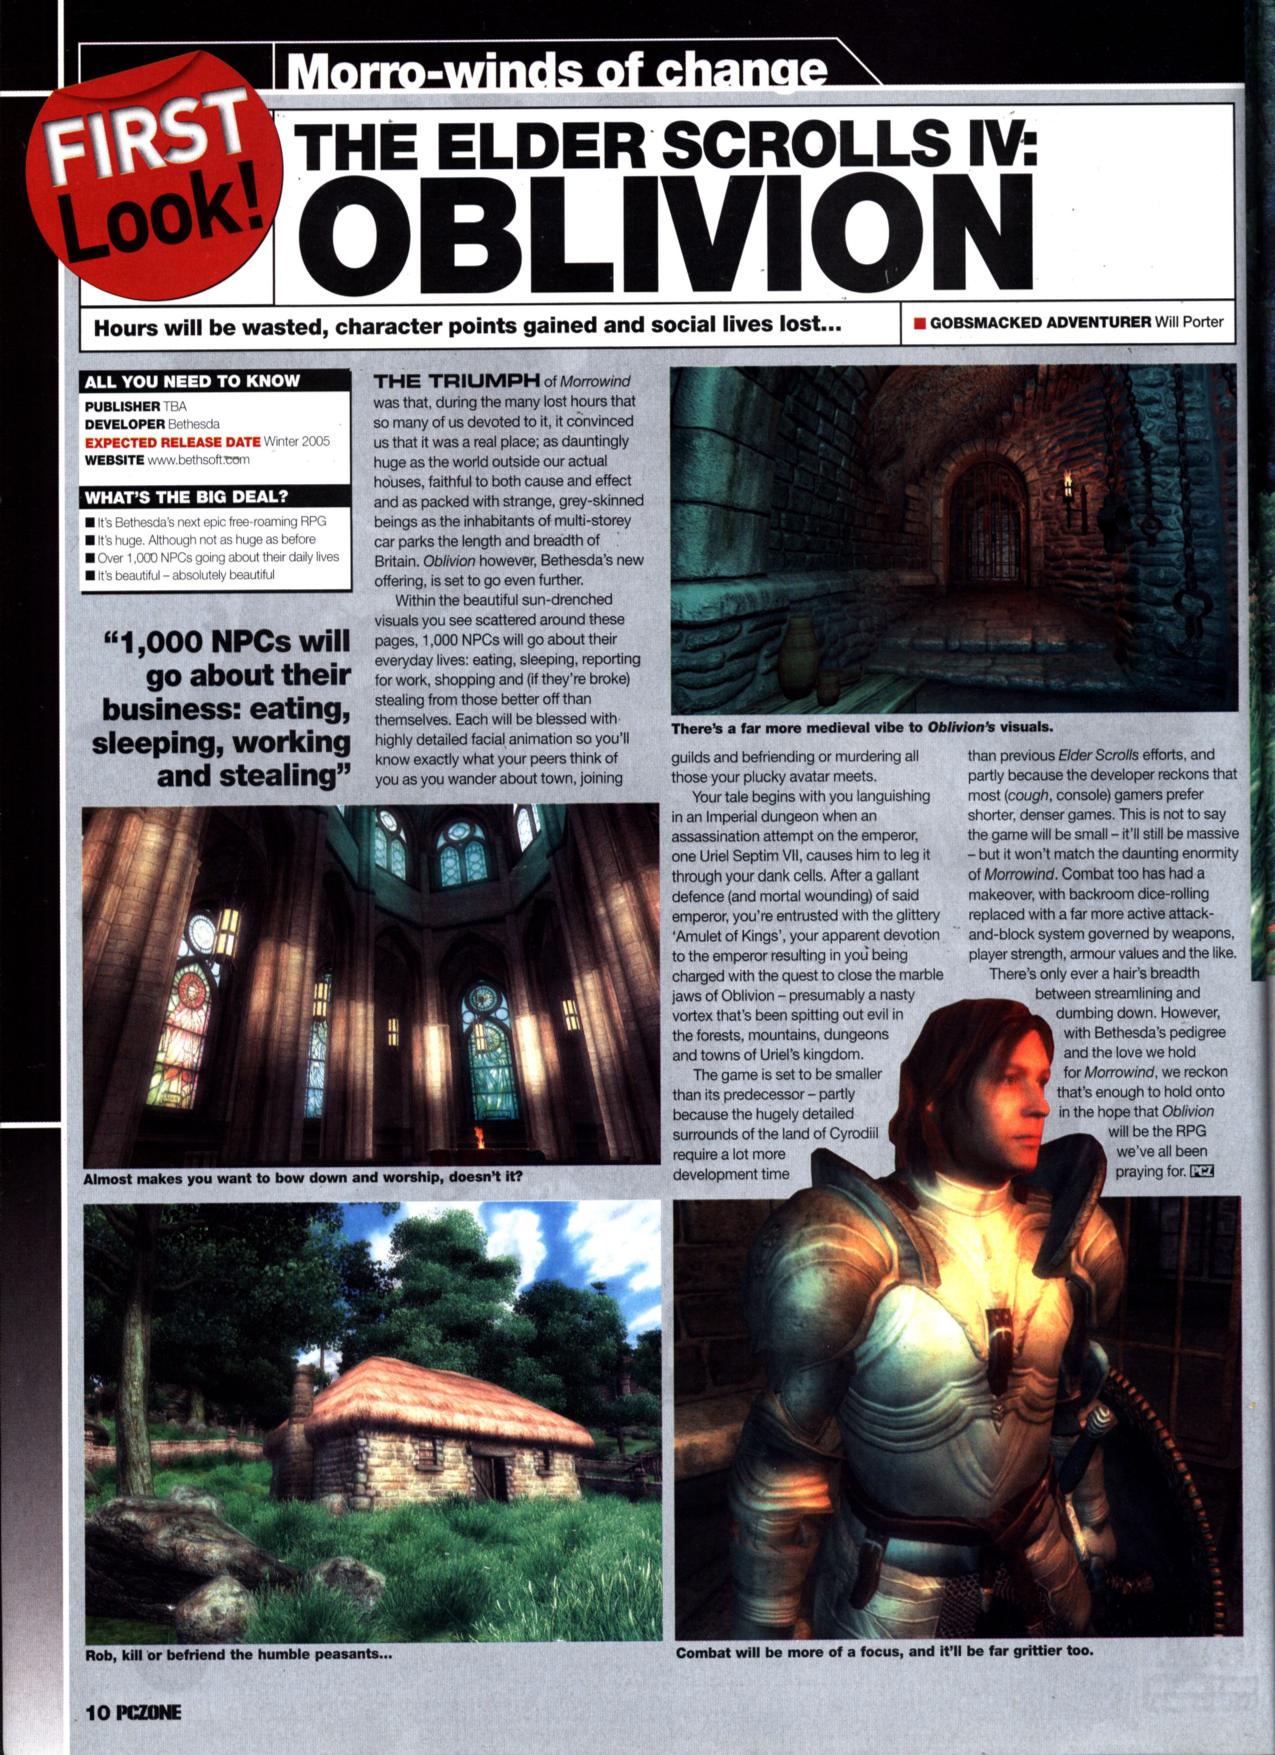 Morro-winds of change
FIRST
Look!
THE ELDER SCROLLS IV:
OBLIVION
Hours will be wasted, character points gained and social lives lost...
■ GOBSMACKED ADVENTURER Will Porter
ALL YOU NEED TO KNOW
PUBLISHER TBA
DEVELOPER Bethesda
EXPECTED RELEASE DATE Winter 2005
WEBSITE www.bethsoft.com
WHAT'S THE BIG DEAL?
■ It's Bethesda's next epic free-roaming RPG
■ It's huge. Although not as huge as before
■ Over 1,000 NPCs going about their daily lives
■ It's beautiful – absolutely beautiful
“1,000 NPCs will
go about their
business: eating,
sleeping, working
and stealing”
THE TRIUMPH of Morrowind
was that, during the many lost hours that
so many of us devoted to it, it convinced
us that it was a real place; as dauntingly
huge as the world outside our actual
houses, faithful to both cause and effect
and as packed with strange, grey-skinned
beings as the inhabitants of multi-storey
car parks the length and breadth of
Britain. Oblivion however, Bethesda's new
offering, is set to go even further.
Within the beautiful sun-drenched
visuals you see scattered around these
pages, 1,000 NPCs will go about their
everyday lives: eating, sleeping, reporting
for work, shopping and (if they're broke)
stealing from those better off than
themselves. Each will be blessed with
highly detailed facial animation so you'll
know exactly what your peers think of
you as you wander about town, joining
There's a far more medieval vibe to Oblivion's visuals.
guilds and befriending or murdering all
those your plucky avatar meets.
Your tale begins with you languishing
in an Imperial dungeon when an
assassination attempt on the emperor,
one Uriel Septim VII, causes him to leg it
through your dank cells. After a gallant
defence (and mortal wounding) of said
emperor, you're entrusted with the glittery
'Amulet of Kings', your apparent devotion
to the emperor resulting in you being
charged with the quest to close the marble
jaws of Oblivion – presumably a nasty
vortex that's been spitting out evil in
the forests, mountains, dungeons
and towns of Uriel's kingdom.
The game is set to be smaller
than its predecessor – partly
because the hugely detailed
surrounds of the land of Cyrodiil
require a lot more
development time
than previous Elder Scrolls efforts, and
partly because the developer reckons that
most (cough, console) gamers prefer
shorter, denser games. This is not to say
the game will be small – it'll still be massive
– but it won't match the daunting enormity
of Morrowind. Combat too has had a
makeover, with backroom dice-rolling
replaced with a far more active attack-
and-block system governed by weapons,
player strength, armour values and the like.
There's only ever a hair's breadth
between streamlining and
dumbing down. However,
with Bethesda's pedigree
and the love we hold
for Morrowind, we reckon
that's enough to hold onto
in the hope that Oblivion
will be the RPG
we've all been
praying for. PCZ
Almost makes you want to bow down and worship, doesn't it?
Rob, kill or befriend the humble peasants...
Combat will be more of a focus, and it'll be far grittier too.
10 PCZONE